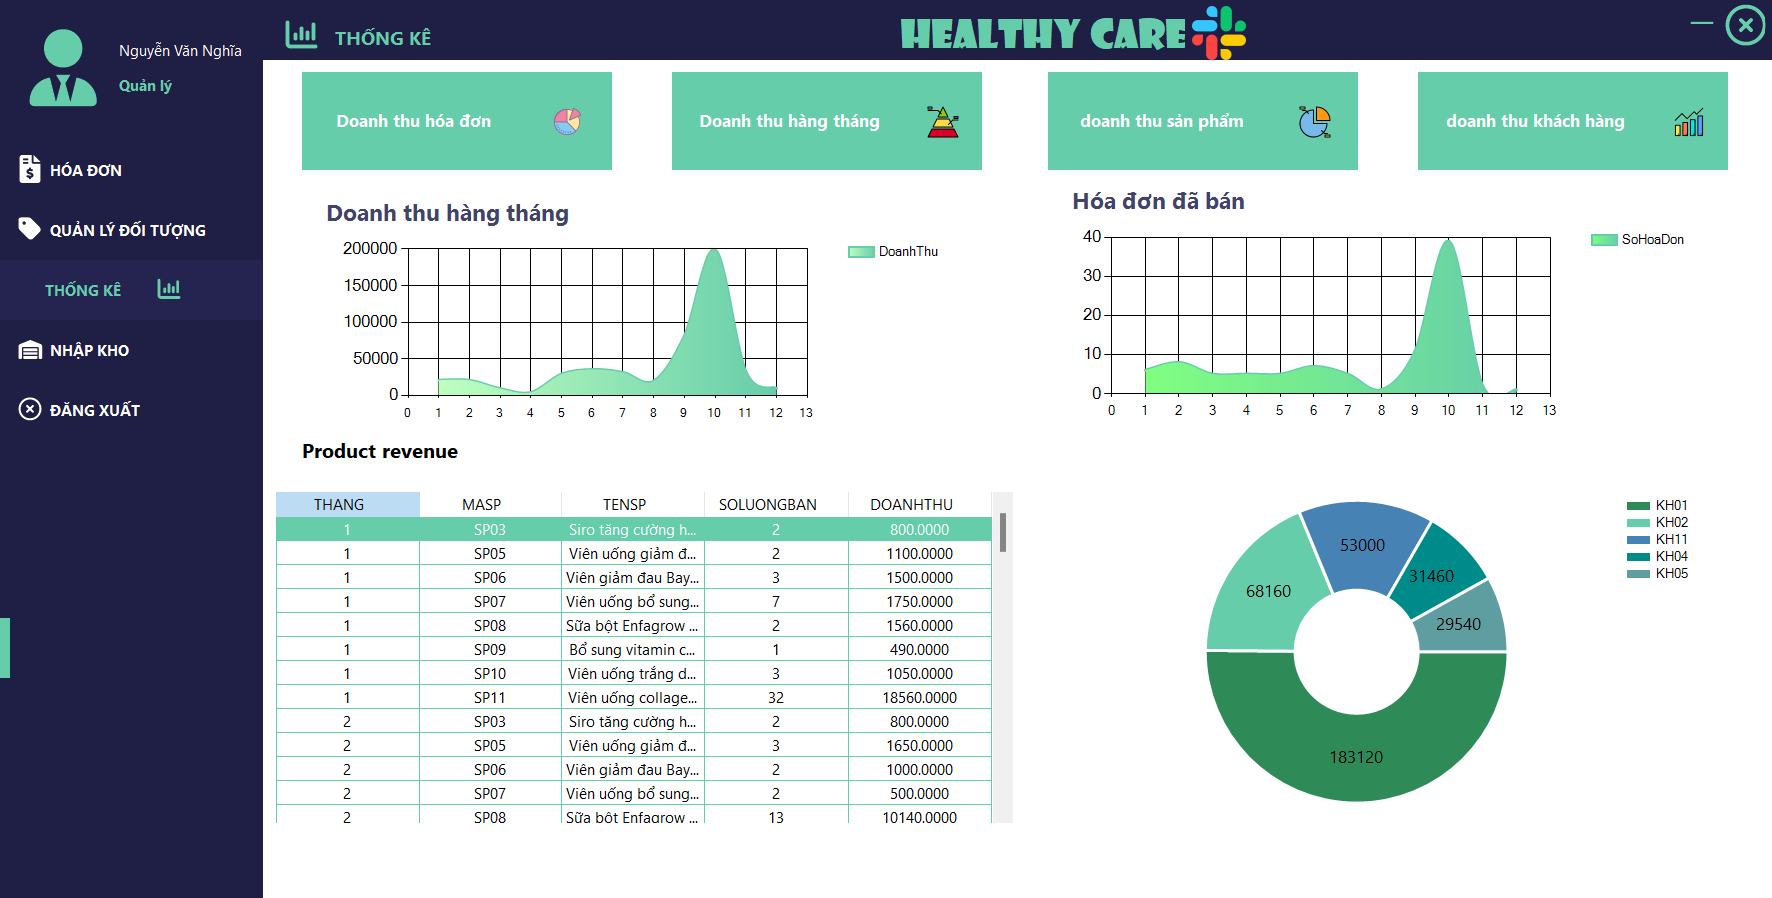 Nguyễn Văn Nghĩa
Quản lý
HÓA ĐƠN
QUẢN LÝ ĐỐI TƯỢNG
THỐNG KÊ
NHẬP KHO
ĐĂNG XUẤT
THỐNG KÊ
HEALTHY CARE
Doanh thu hóa đơn
Doanh thu hàng tháng
doanh thu sản phẩm
doanh thu khách hàng
Doanh thu hàng tháng
200000
150000
100000
50000
0
0 1 2 3 4 5 6 7 8 9 10 11 12 13
DoanhThu
Hóa đơn đã bán
40
30
20
10
0
0 1 2 3 4 5 6 7 8 9 10 11 12 13
SoHoaDon
Product revenue
THANG MASP TENSP SOLUONGBAN DOANHTHU
1 SP03 Siro tăng cường h... 2 800.0000
1 SP05 Viên uống giảm đ... 2 1100.0000
1 SP06 Viên giảm đau Bay... 3 1500.0000
1 SP07 Viên uống bổ sung... 7 1750.0000
1 SP08 Sữa bột Enfagrow ... 2 1560.0000
1 SP09 Bổ sung vitamin c... 1 490.0000
1 SP10 Viên uống trắng d... 3 1050.0000
1 SP11 Viên uống collage... 32 18560.0000
2 SP03 Siro tăng cường h... 2 800.0000
2 SP05 Viên uống giảm đ... 3 1650.0000
2 SP06 Viên giảm đau Bay... 2 1000.0000
2 SP07 Viên uống bổ sung... 2 500.0000
2 SP08 Sữa bột Enfagrow ... 13 10140.0000
53000
31460
68160
29540
183120
KH01
KH02
KH11
KH04
KH05